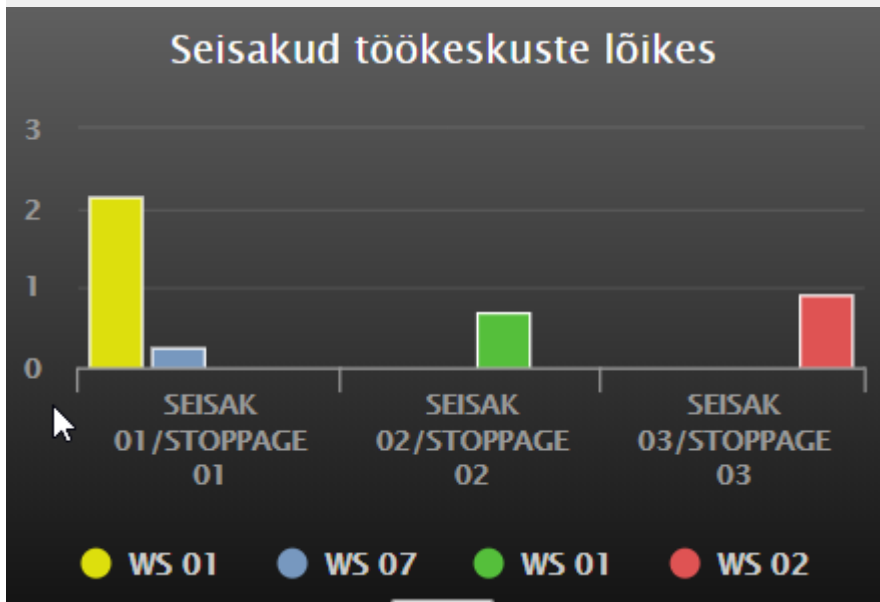 Seisakud töökeskuste lõikes
3
2
1
0
SEISAK
01/STOPPAGE
01
SEISAK
02/STOPPAGE
02
SEISAK
03/STOPPAGE
03
WS 01
WS 07
WS 01
WS 02